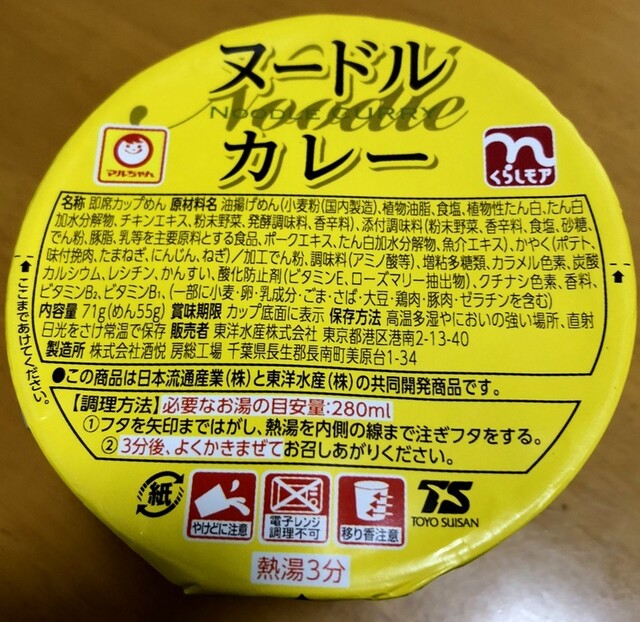 ヌードル
Noodle
NOODLE CURRY
カレー
マルちゃん
くらしモア
名称 即席カップめん 原材料名 油揚げめん(小麦粉(国内製造)、植物油脂、食塩、植物性たん白、たん白
加水分解物、チキンエキス、粉末野菜、発酵調味料、香辛料)、添付調味料(粉末野菜、香辛料、食塩、砂糖、
でん粉、豚脂、乳等を主要原料とする食品、ポークエキス、たん白加水分解物、魚介エキス)、かやく(ポテト、
味付挽肉、たまねぎ、にんじん、ねぎ)/加工でん粉、調味料(アミノ酸等)、増粘多糖類、カラメル色素、炭酸
カルシウム、レシチン、かんすい、酸化防止剤(ビタミンE、ローズマリー抽出物)、クチナシ色素、香料、
ビタミンB₂、ビタミンB₁、(一部に小麦・卵・乳成分・ごま・さば・大豆・鶏肉・豚肉・ゼラチンを含む)
内容量 71g(めん55g) 賞味期限 カップ底面に表示 保存方法 高温多湿やにおいの強い場所、直射
日光をさけ常温で保存 販売者 東洋水産株式会社 東京都港区港南2-13-40
製造所 株式会社酒悦 房総工場 千葉県長生郡長南町美原台1-34
●この商品は日本流通産業(株)と東洋水産(株)の共同開発商品です。
ここまであけてください。
【調理方法】必要なお湯の目安量:280ml
①フタを矢印まではがし、熱湯を内側の線まで注ぎフタをする。
②3分後、よくかきまぜてお召しあがりください。
紙
やけどに注意
電子レンジ
調理不可
移り香注意
TS
TOYO SUISAN
熱湯3分